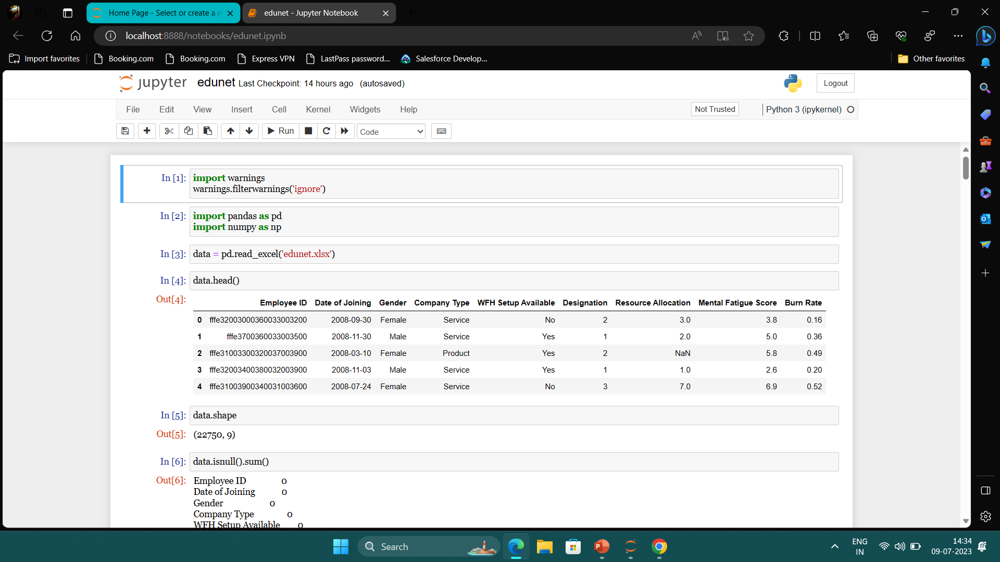 Home Page - Select or create a n
edunet - Jupyter Notebook
localhost:8888/notebooks/edunet.ipynb
Import favorites
Booking.com
Booking.com
Express VPN
LastPass password...
Salesforce Develop...
Other favorites
jupyter edunet Last Checkpoint: 14 hours ago (autosaved)
Logout
File Edit View Insert Cell Kernel Widgets Help
Not Trusted
Python 3 (ipykernel)
Run
Code
In [1]: import warnings
warnings.filterwarnings('ignore')
In [2]: import pandas as pd
import numpy as np
In [3]: data = pd.read_excel('edunet.xlsx')
In [4]: data.head()
Out[4]:
Employee ID Date of Joining Gender Company Type WFH Setup Available Designation Resource Allocation Mental Fatigue Score Burn Rate
0 fffe32003000360033003200 2008-09-30 Female Service No 2 3.0 3.8 0.16
1 fffe3700360033003500 2008-11-30 Male Service Yes 1 2.0 5.0 0.36
2 fffe31003300320037003900 2008-03-10 Female Product Yes 2 NaN 5.8 0.49
3 fffe32003400380032003900 2008-11-03 Male Service Yes 1 1.0 2.6 0.20
4 fffe31003900340031003600 2008-07-24 Female Service No 3 7.0 6.9 0.52
In [5]: data.shape
Out[5]: (22750, 9)
In [6]: data.isnull().sum()
Out[6]: Employee ID 0
Date of Joining 0
Gender 0
Company Type 0
WFH Setup Available 0
Search
ENG
IN
14:34
09-07-2023